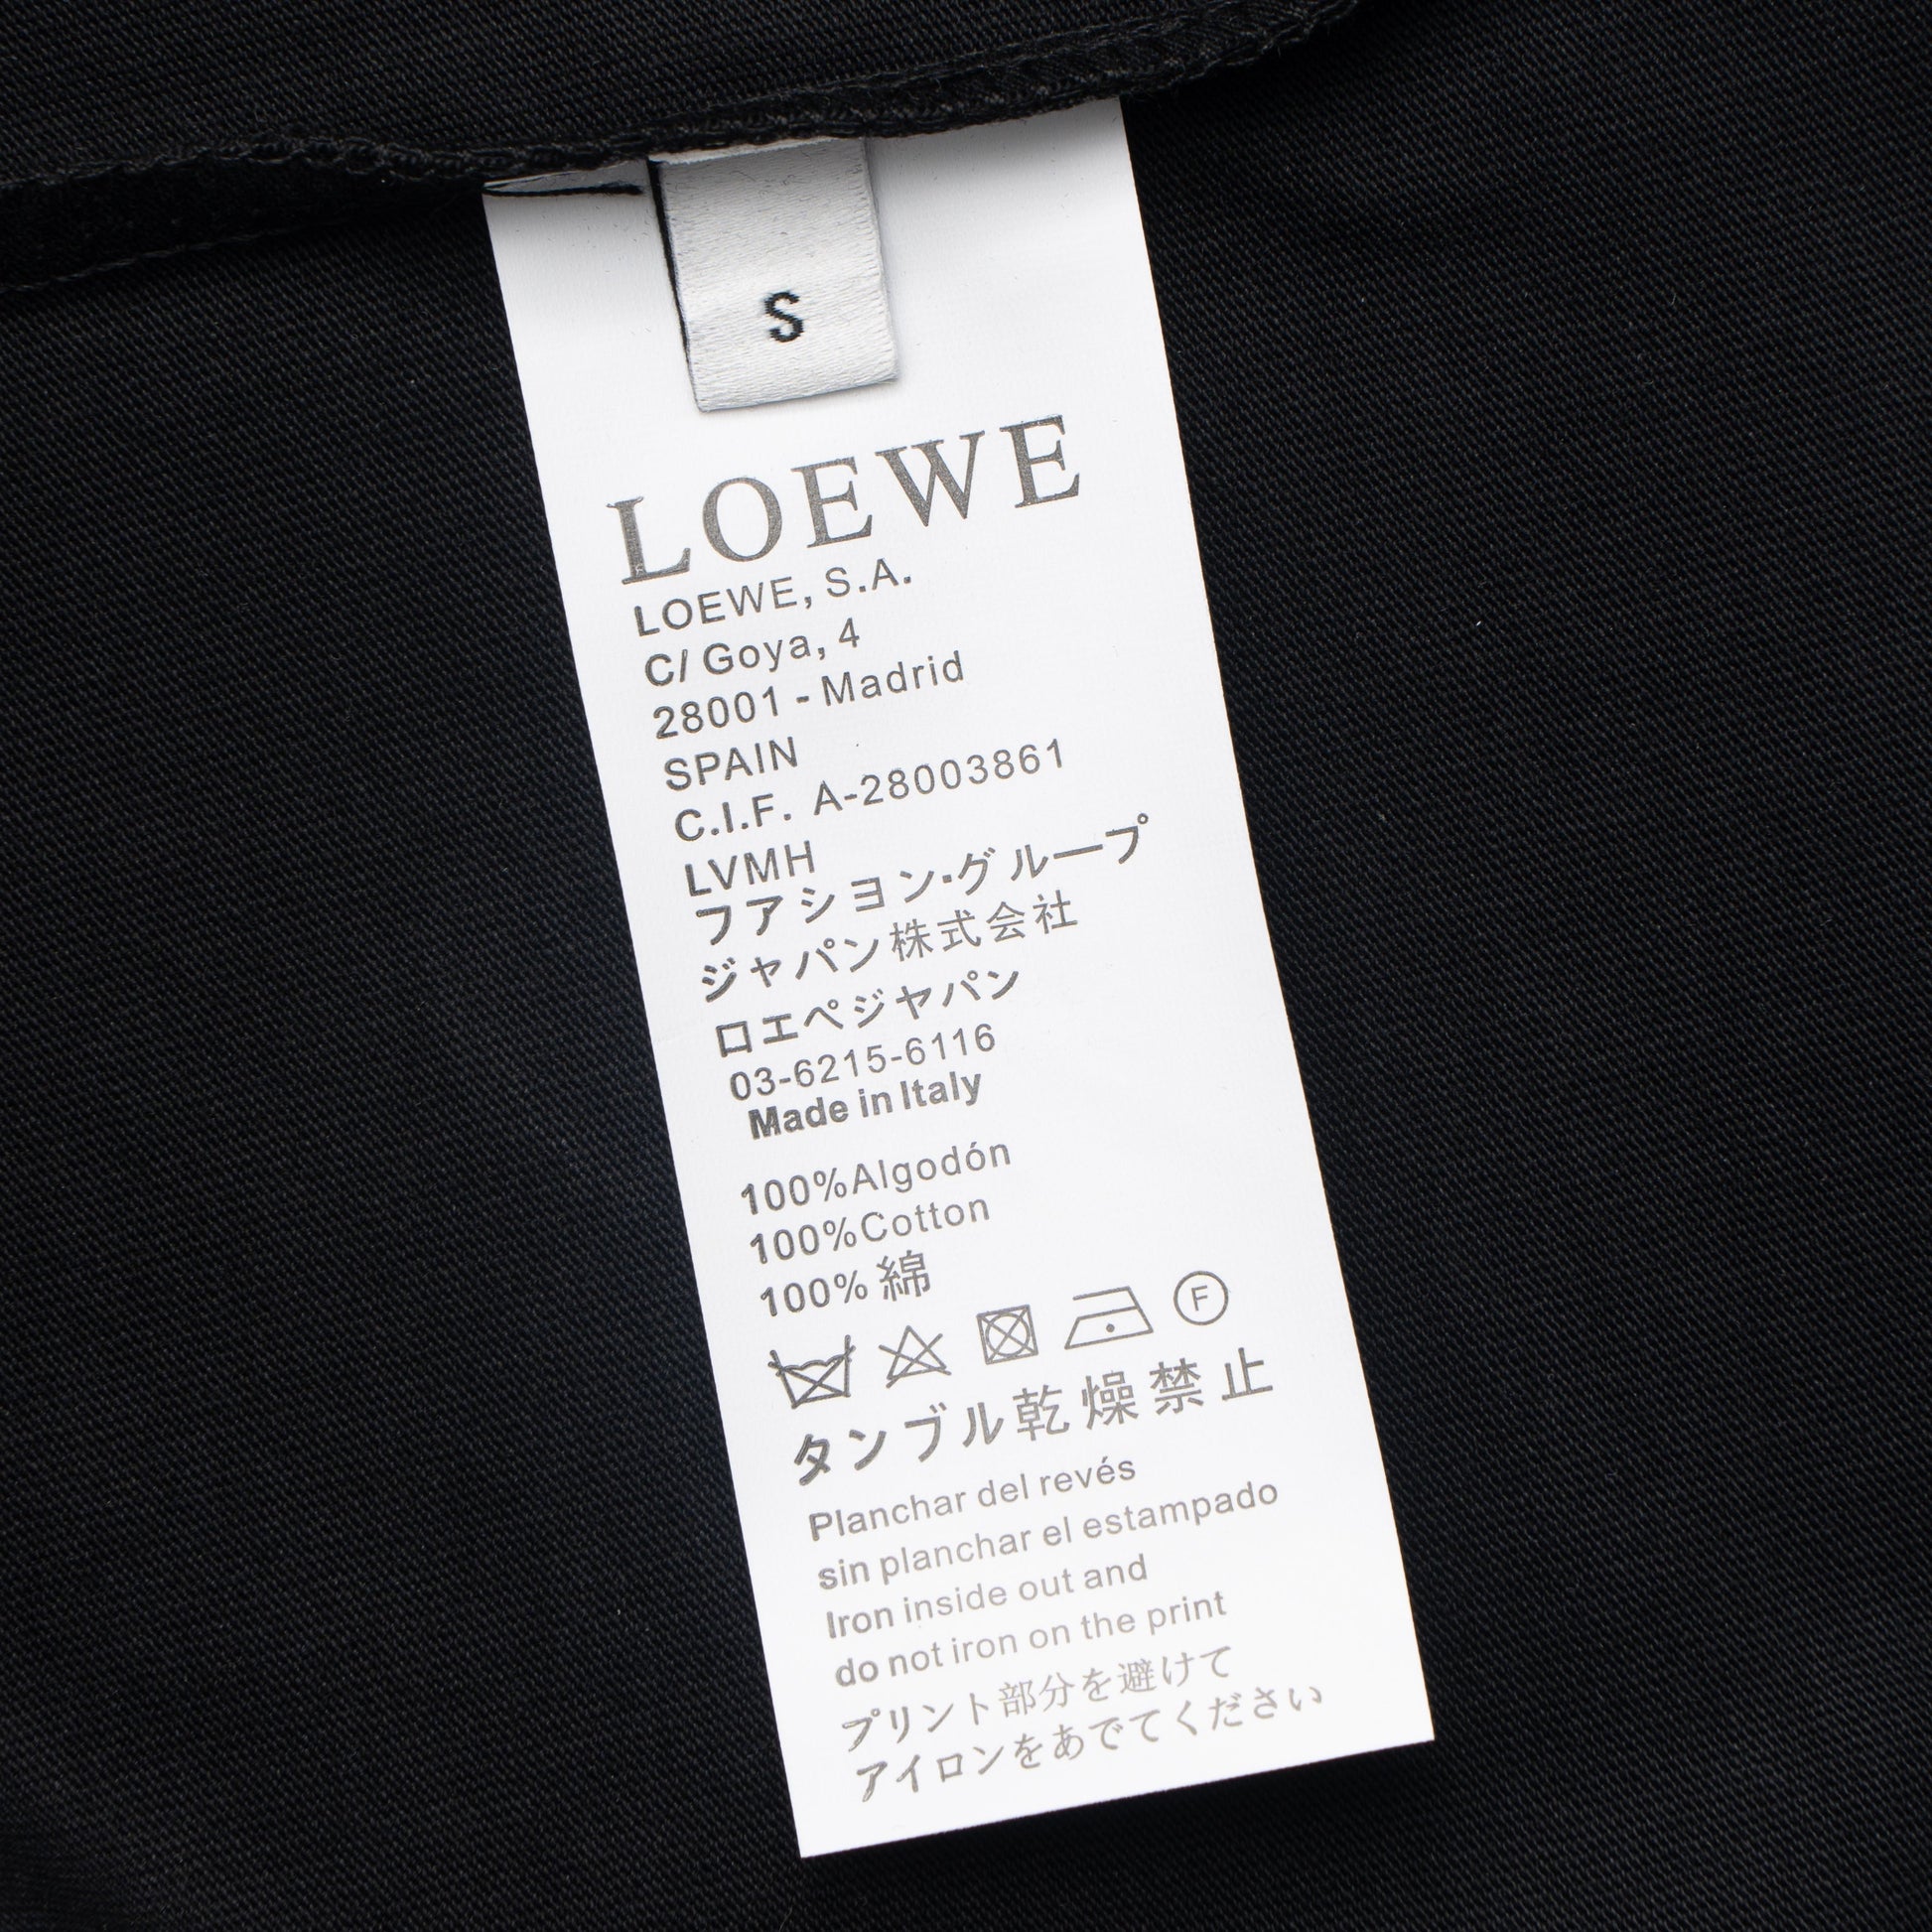 S
LOEWE
LOEWE, S.A.
C/ Goya, 4
28001 - Madrid
SPAIN
C.I.F. A-28003861
LVMH
フアシヨン·グループ
ジャパン株式会社
ロエペジヤパン
03-6215-6116
Made in Italy
100%Algodón
100%Cotton
100% 綿
F
タンブル乾燥禁止
Planchar del revés
sin planchar el estampado
Iron inside out and
do not iron on the print
プリント部分を避けて
アイロンをあでてください